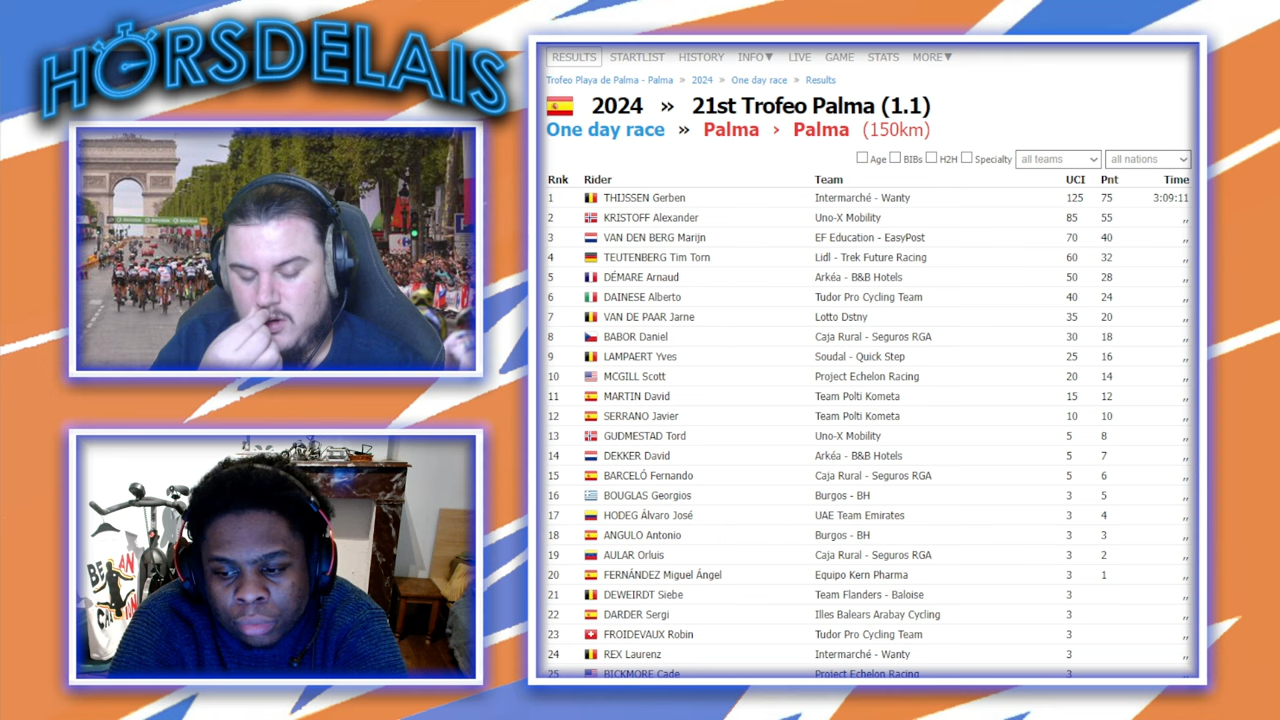 HORSDELAIS
BE AN
RESULTS STARTLIST HISTORY INFO▼ LIVE GAME STATS MORE▼
Trofeo Playa de Palma - Palma » 2024 » One day race » Results
2024 » 21st Trofeo Palma (1.1)
One day race » Palma › Palma (150km)
Age BIBs H2H Specialty all teams all nations
Rnk Rider Team UCI Pnt Time
1 THIJSSEN Gerben Intermarché - Wanty 125 75 3:09:11
2 KRISTOFF Alexander Uno-X Mobility 85 55 ,,
3 VAN DEN BERG Marijn EF Education - EasyPost 70 40 ,,
4 TEUTENBERG Tim Torn Lidl - Trek Future Racing 60 32 ,,
5 DÉMARE Arnaud Arkéa - B&B Hotels 50 28 ,,
6 DAINESE Alberto Tudor Pro Cycling Team 40 24 ,,
7 VAN DE PAAR Jarne Lotto Dstny 35 20 ,,
8 BABOR Daniel Caja Rural - Seguros RGA 30 18 ,,
9 LAMPAERT Yves Soudal - Quick Step 25 16 ,,
10 MCGILL Scott Project Echelon Racing 20 14 ,,
11 MARTIN David Team Polti Kometa 15 12 ,,
12 SERRANO Javier Team Polti Kometa 10 10 ,,
13 GUDMESTAD Tord Uno-X Mobility 5 8 ,,
14 DEKKER David Arkéa - B&B Hotels 5 7 ,,
15 BARCELÓ Fernando Caja Rural - Seguros RGA 5 6 ,,
16 BOUGLAS Georgios Burgos - BH 3 5 ,,
17 HODEG Álvaro José UAE Team Emirates 3 4 ,,
18 ANGULO Antonio Burgos - BH 3 3 ,,
19 AULAR Orluis Caja Rural - Seguros RGA 3 2 ,,
20 FERNÁNDEZ Miguel Ángel Equipo Kern Pharma 3 1 ,,
21 DEWEIRDT Siebe Team Flanders - Baloise 3 ,,
22 DARDER Sergi Illes Balears Arabay Cycling 3 ,,
23 FROIDEVAUX Robin Tudor Pro Cycling Team 3 ,,
24 REX Laurenz Intermarché - Wanty 3 ,,
25 BICKMORE Cade Project Echelon Racing 3 ,,